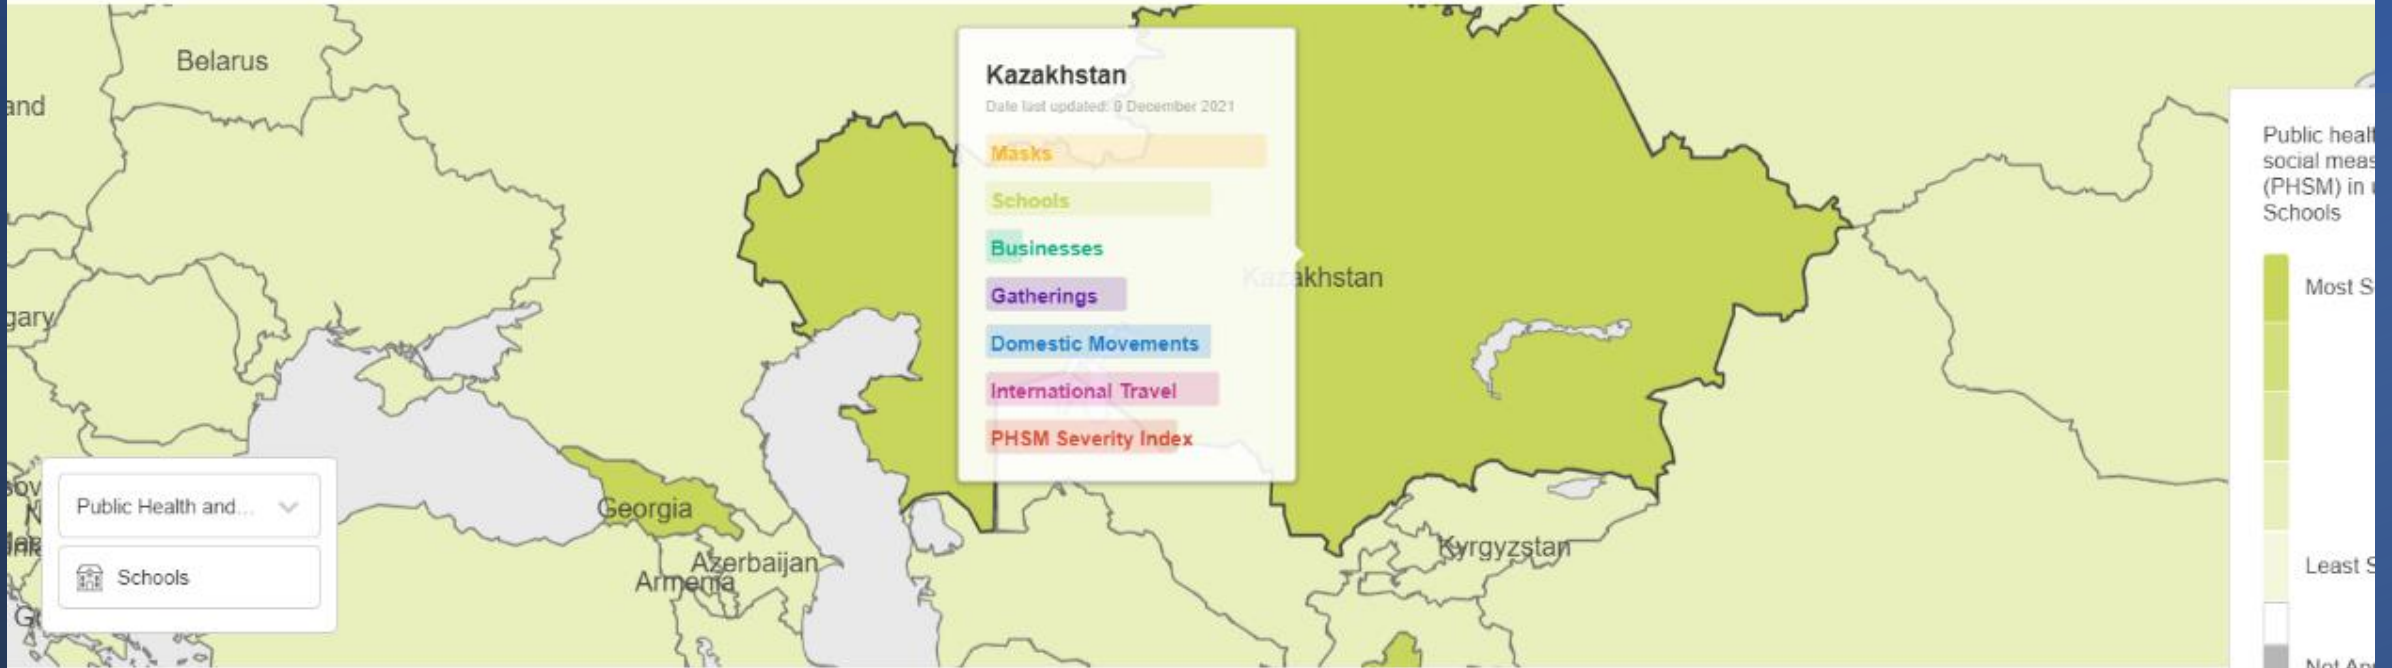 Belarus
and
gary
Kazakhstan
Date last updated: 9 December 2021
Masks
Schools
Businesses
Gatherings
Domestic Movements
International Travel
PHSM Severity Index
Kazakhstan
Georgia
Azerbaijan
Armenia
Kyrgyzstan
sov
Public Health and...
Schools
Public healt
social meas
(PHSM) in
Schools
Most S
Least S